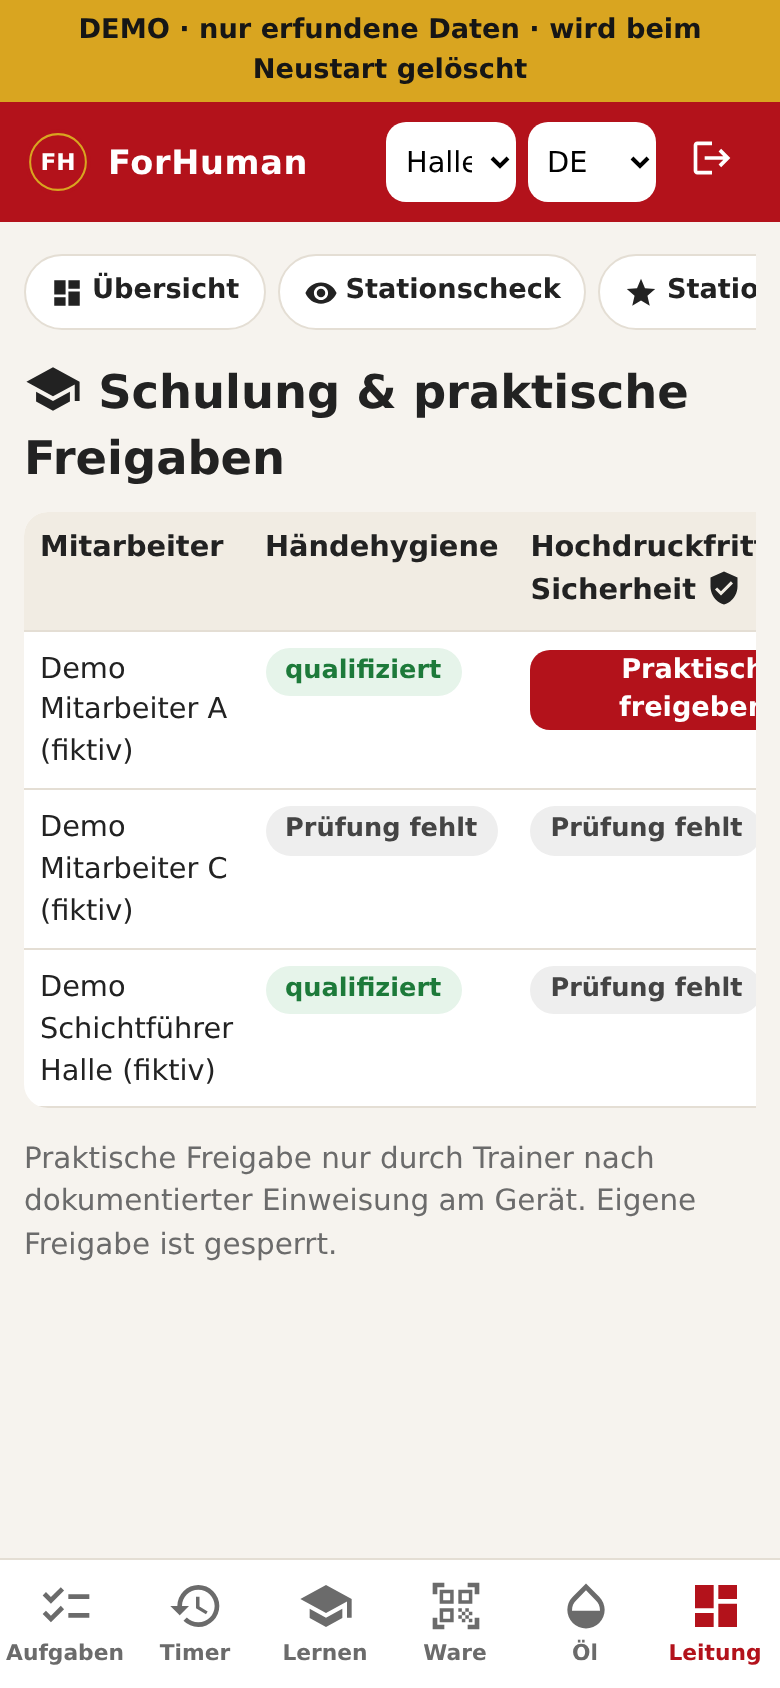 DEMO · nur erfundene Daten · wird beim
Neustart gelöscht
FH ForHuman Halle DE
Übersicht Stationscheck Statio
Schulung & praktische
Freigaben
Mitarbeiter Händehygiene Hochdruckfritt
Sicherheit
Demo
Mitarbeiter A
(fiktiv)
qualifiziert
Praktisch
freigeben
Demo
Mitarbeiter C
(fiktiv)
Prüfung fehlt Prüfung fehlt
Demo
Schichtführer
Halle (fiktiv)
qualifiziert Prüfung fehlt
Praktische Freigabe nur durch Trainer nach
dokumentierter Einweisung am Gerät. Eigene
Freigabe ist gesperrt.
Aufgaben Timer Lernen Ware Öl Leitung